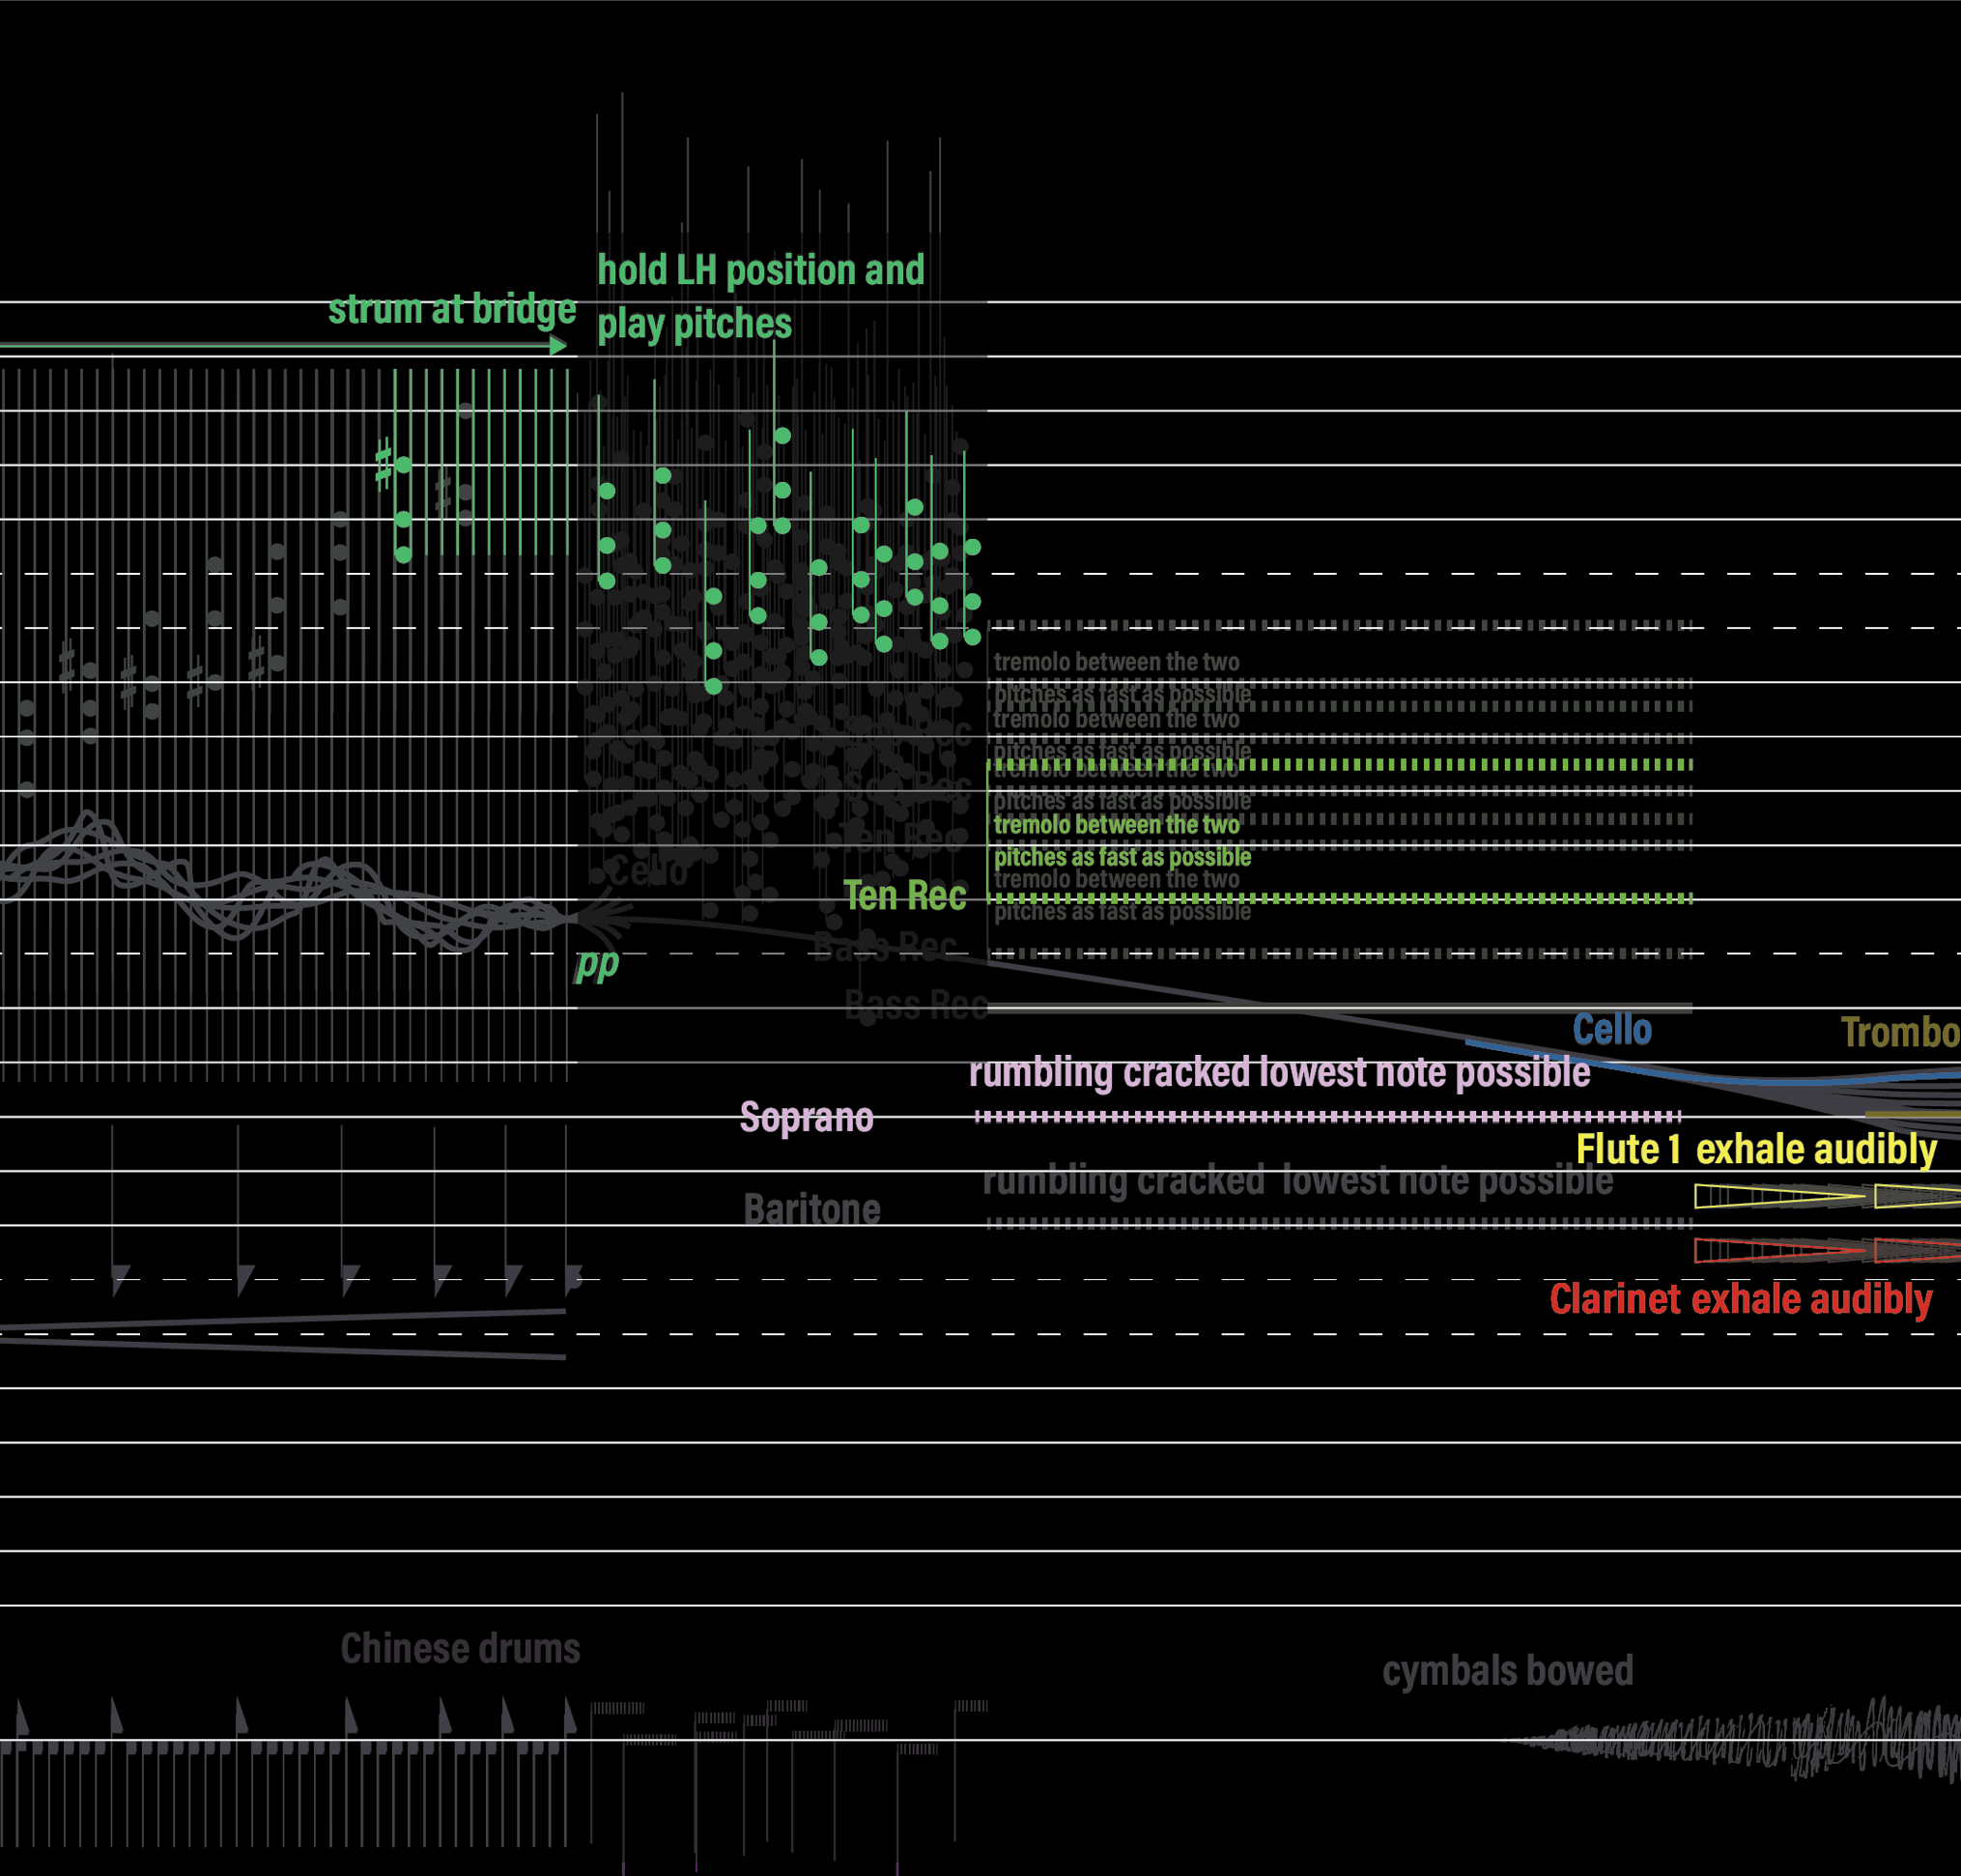 hold LH position and
play pitches
strum at bridge
tremolo between the two
pitches as fast as possible
tremolo between the two
Rec
pitches as fast as possible
tremolo between the two
Sop Rec
pitches as fast as possible
tremolo between the two
Ten Rec
pitches as fast as possible
Cello
tremolo between the two
Ten Rec
pitches as fast as possible
Bass Rec
pp
Bass Rec
Cello
Trombo
rumbling cracked lowest note possible
Soprano
Flute 1 exhale audibly
rumbling cracked lowest note possible
Baritone
Clarinet exhale audibly
Chinese drums
cymbals bowed